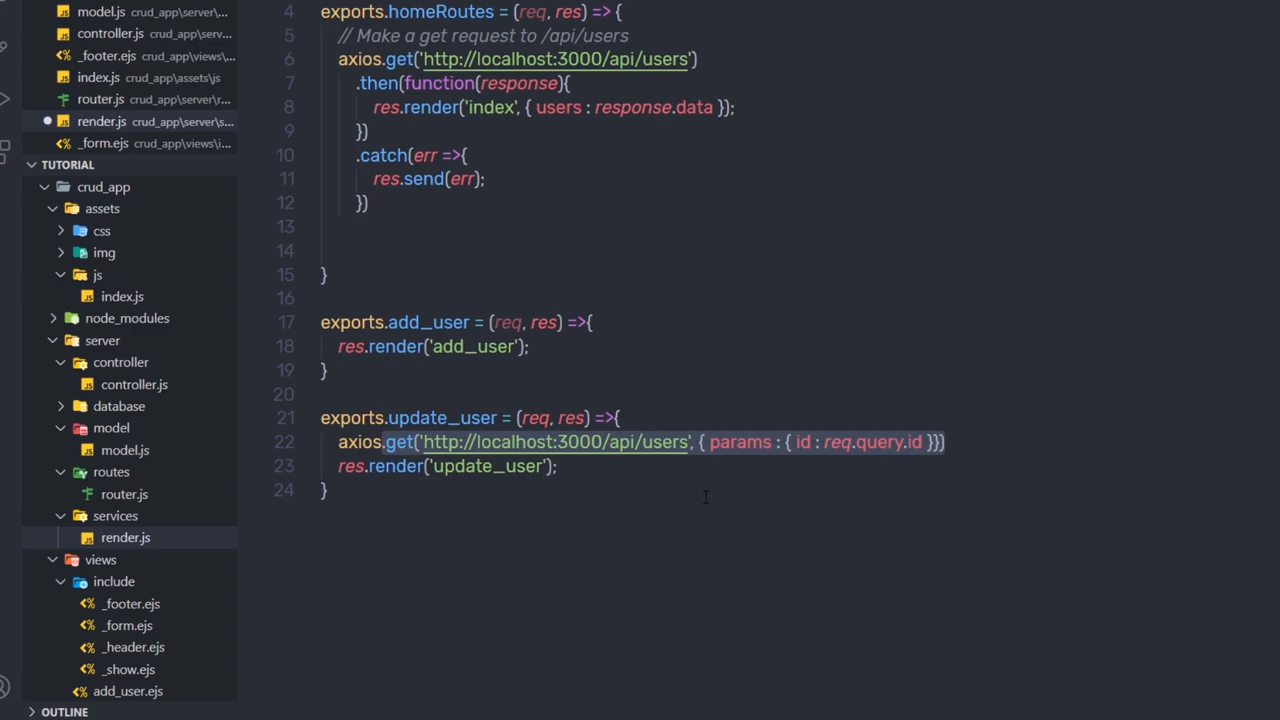 model.js crud_app\server\...
controller.js crud_app\serv...
_footer.ejs crud_app\views\...
index.js crud_app\assets\js
router.js crud_app\server\r...
render.js crud_app\server\s...
_form.ejs crud_app\views\i...
TUTORIAL
crud_app
assets
css
img
js
index.js
node_modules
server
controller
controller.js
database
model
model.js
routes
router.js
services
render.js
views
include
_footer.ejs
_form.ejs
_header.ejs
_show.ejs
add_user.ejs
OUTLINE
4 exports.homeRoutes = (req, res) => {
5 // Make a get request to /api/users
6 axios.get('http://localhost:3000/api/users')
7 .then(function(response){
8 res.render('index', { users : response.data });
9 })
10 .catch(err =>{
11 res.send(err);
12 })
13
14
15 }
16
17 exports.add_user = (req, res) =>{
18 res.render('add_user');
19 }
20
21 exports.update_user = (req, res) =>{
22 axios.get('http://localhost:3000/api/users', { params : { id : req.query.id }})
23 res.render('update_user');
24 }